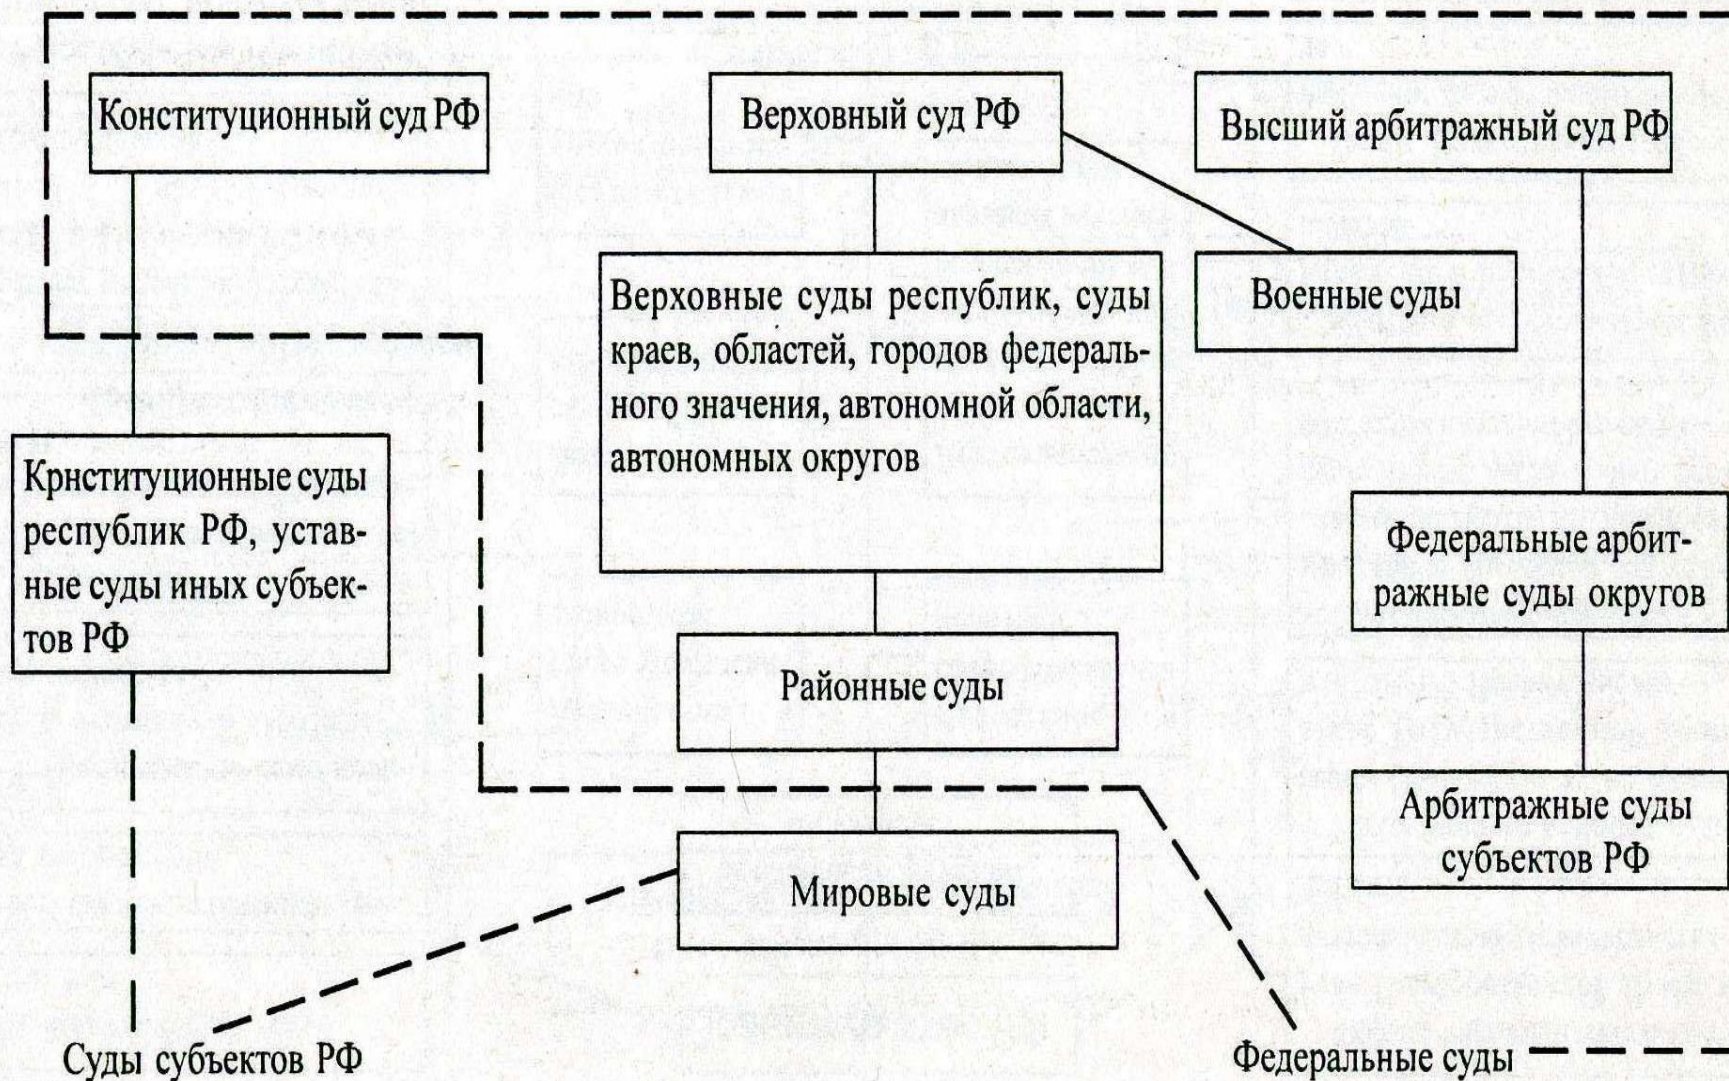 Конституционный суд РФ
Верховный суд РФ
Высший арбитражный суд РФ
Верховные суды республик, суды
краев, областей, городов федераль-
ного значения, автономной области,
автономных округов
Военные суды
Крнституционные суды
республик РФ, устав-
ные суды иных субъек-
тов РФ
Федеральные арбит-
ражные суды округов
Районные суды
Арбитражные суды
субъектов РФ
Мировые суды
Суды субъектов РФ
Федеральные суды